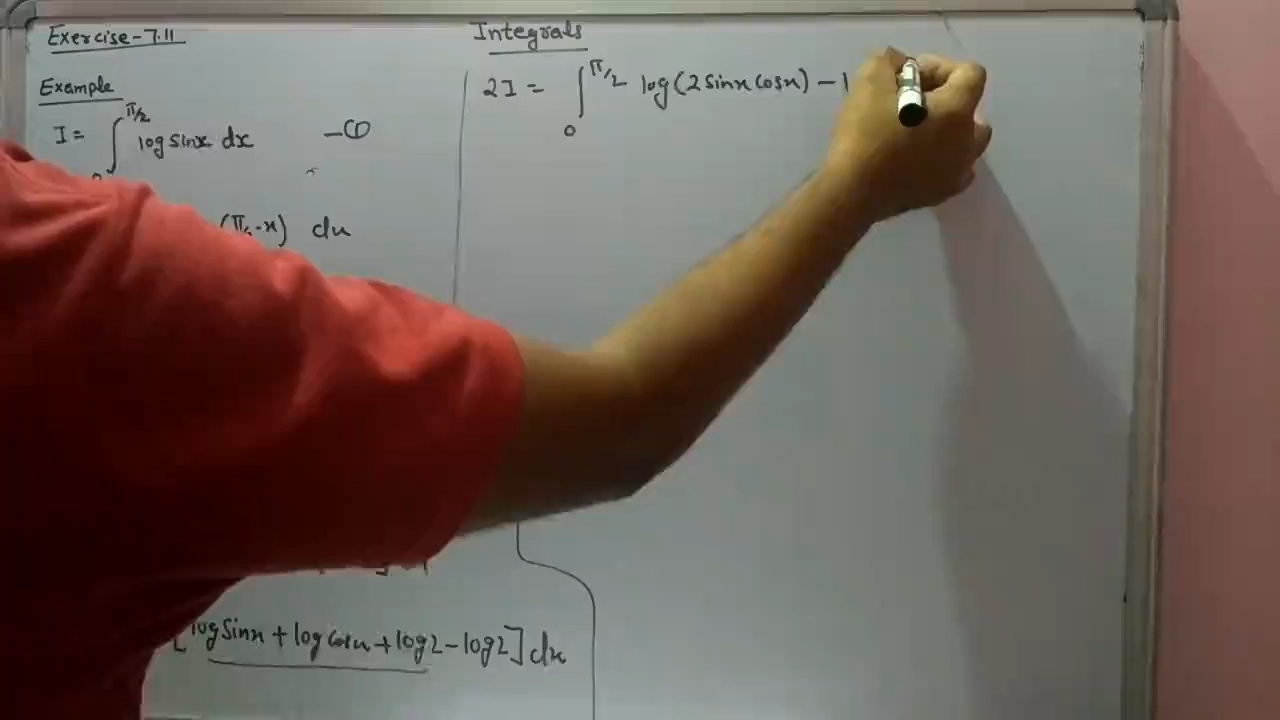 Exercise-7.11
Integrals
Example
I = ∫₀^π/2 log sinx dx —①
(π/2-x) dx
[log sinx + log cosx + log2 - log2] dx
2I = ∫₀^π/2 log(2 sinx cosx) -